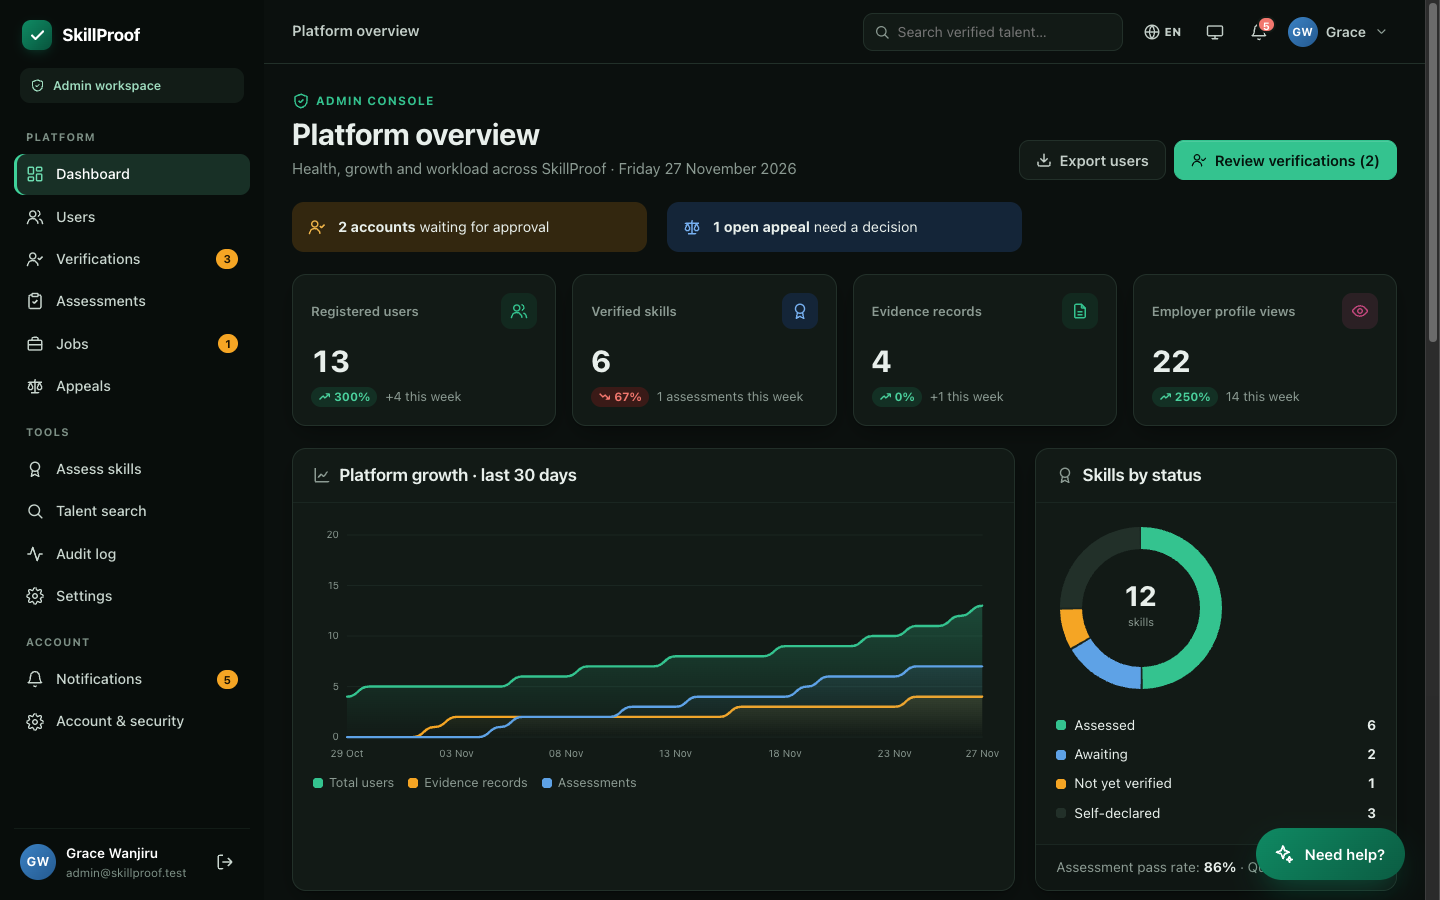 SkillProof
Admin workspace
PLATFORM
Dashboard
Users
Verifications 3
Assessments
Jobs 1
Appeals
TOOLS
Assess skills
Talent search
Audit log
Settings
ACCOUNT
Notifications 5
Account & security
GW Grace Wanjiru
admin@skillproof.test
Platform overview
Search verified talent...
EN
5
GW Grace
ADMIN CONSOLE
Platform overview
Health, growth and workload across SkillProof · Friday 27 November 2026
Export users
Review verifications (2)
2 accounts waiting for approval
1 open appeal need a decision
Registered users
13
300% +4 this week
Verified skills
6
67% 1 assessments this week
Evidence records
4
0% +1 this week
Employer profile views
22
250% 14 this week
Platform growth · last 30 days
20
15
10
5
0
29 Oct 03 Nov 08 Nov 13 Nov 18 Nov 23 Nov 27 Nov
Total users Evidence records Assessments
Skills by status
12
skills
Assessed 6
Awaiting 2
Not yet verified 1
Self-declared 3
Assessment pass rate: 86% ·
Need help?